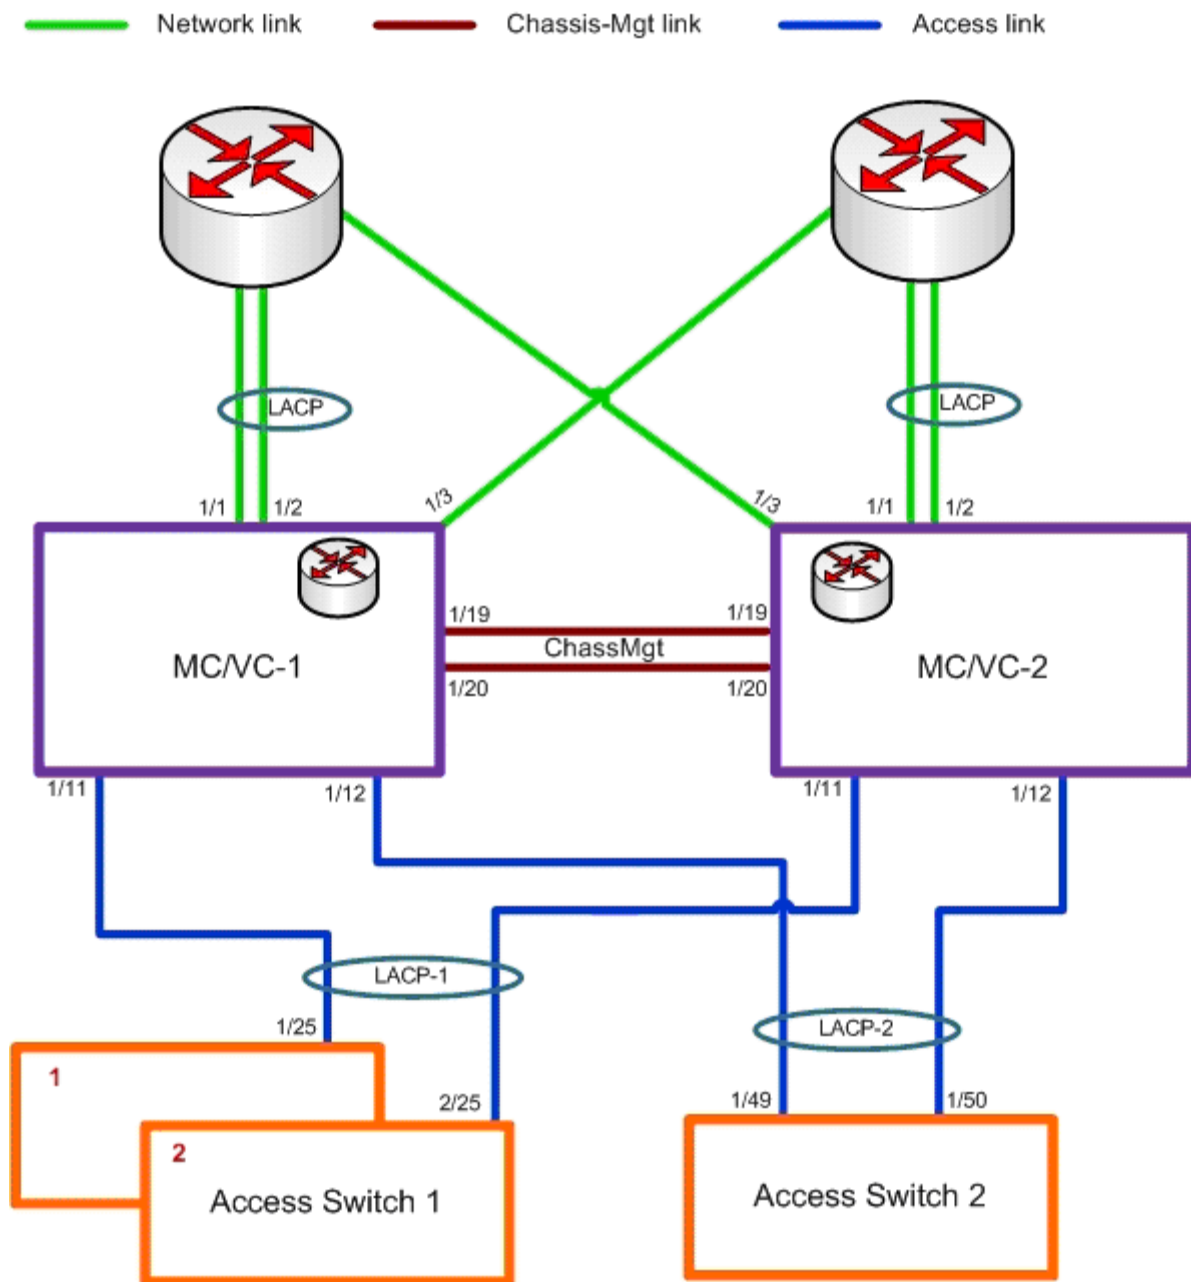 Network link
Chassis-Mgt link
Access link
LACP
LACP
1/1
1/2
1/3
1/3
1/1
1/2
1/19
1/19
ChassMgt
MC/VC-1
MC/VC-2
1/20
1/20
1/11
1/12
1/11
1/12
LACP-1
1/25
LACP-2
1
2/25
1/49
1/50
2
Access Switch 1
Access Switch 2